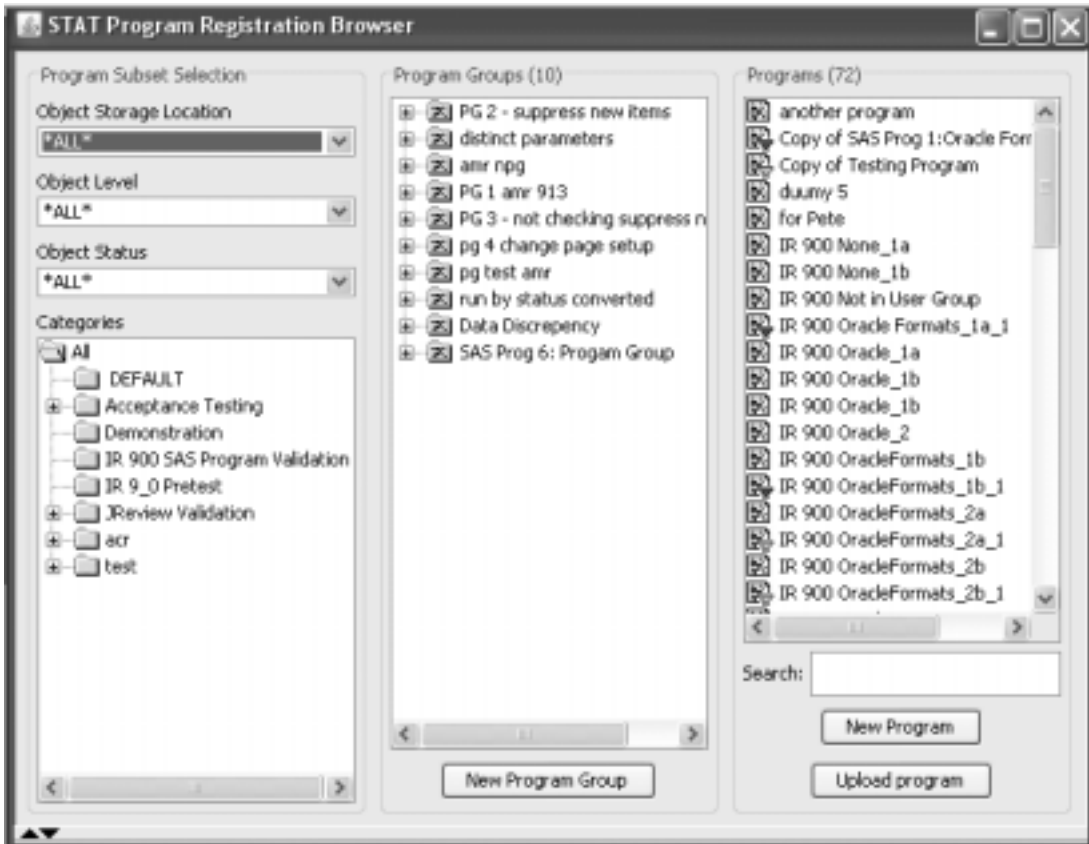 STAT Program Registration Browser
Program Subset Selection
Object Storage Location
*ALL*
Object Level
*ALL*
Object Status
*ALL*
Categories
All
DEFAULT
Acceptance Testing
Demonstration
IR 900 SAS Program Validation
IR 9_0 Pretest
JReview Validation
acr
test
Program Groups (10)
PG 2 - suppress new items
distinct parameters
amr npg
PG 1 amr 913
PG 3 - not checking suppress n
pg 4 change page setup
pg test amr
run by status converted
Data Discrepency
SAS Prog 6: Progam Group
New Program Group
Programs (72)
another program
Copy of SAS Prog 1:Oracle Form
Copy of Testing Program
duumy 5
for Pete
IR 900 None_1a
IR 900 None_1b
IR 900 Not in User Group
IR 900 Oracle Formats_1a_1
IR 900 Oracle_1a
IR 900 Oracle_1b
IR 900 Oracle_1b
IR 900 Oracle_2
IR 900 OracleFormats_1b
IR 900 OracleFormats_1b_1
IR 900 OracleFormats_2a
IR 900 OracleFormats_2a_1
IR 900 OracleFormats_2b
IR 900 OracleFormats_2b_1
Search:
New Program
Upload program